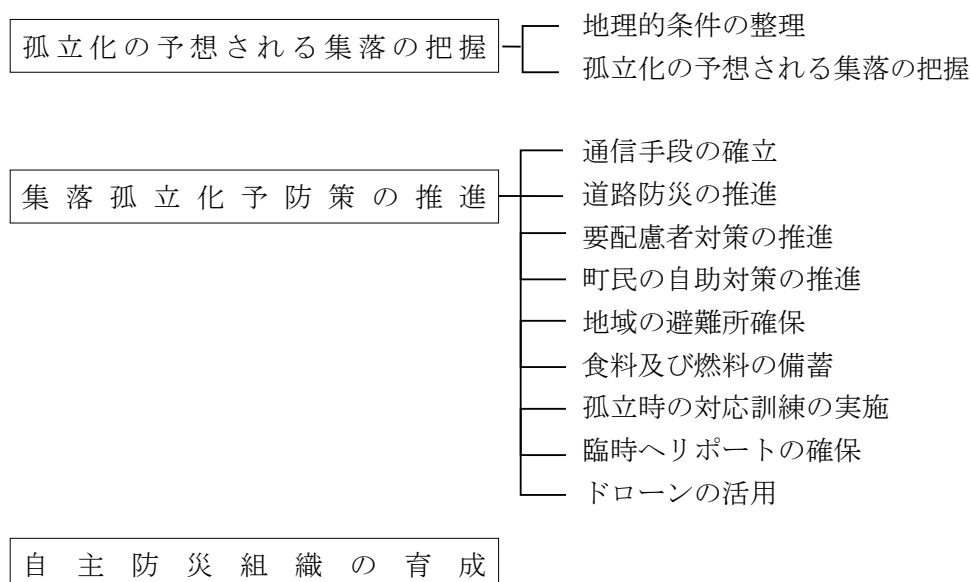 孤立化の予想される集落の把握
地理的条件の整理
孤立化の予想される集落の把握
集落孤立化予防策の推進
通信手段の確立
道路防災の推進
要配慮者対策の推進
町民の自助対策の推進
地域の避難所確保
食料及び燃料の備蓄
孤立時の対応訓練の実施
臨時ヘリポートの確保
ドローンの活用
自主防災組織の育成